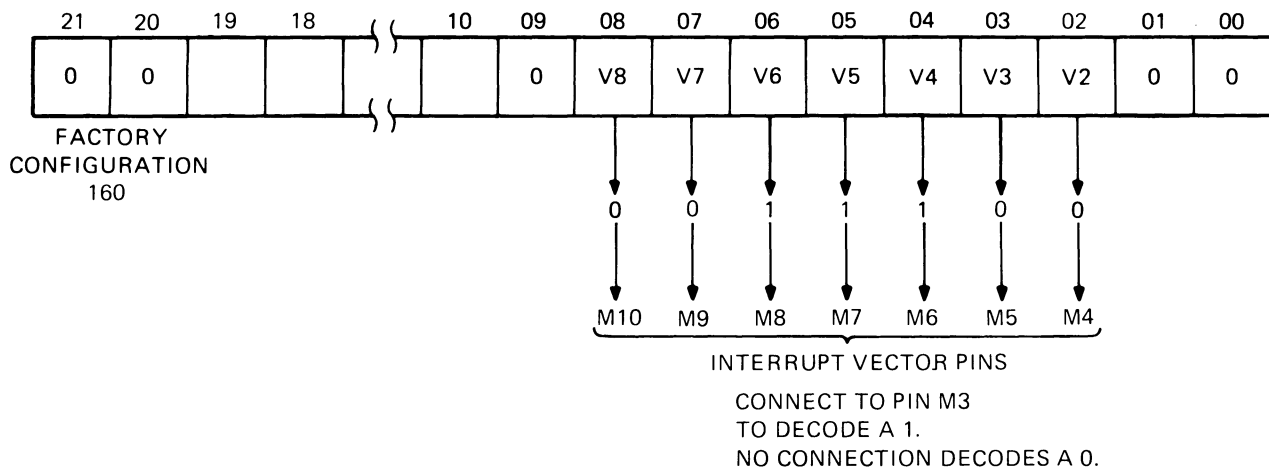 21 20 19 18 10 09 08 07 06 05 04 03 02 01 00
0 0 0 V8 V7 V6 V5 V4 V3 V2 0 0
FACTORY
CONFIGURATION
160
0 0 1 1 1 0 0
M10 M9 M8 M7 M6 M5 M4
INTERRUPT VECTOR PINS
CONNECT TO PIN M3
TO DECODE A 1.
NO CONNECTION DECODES A 0.